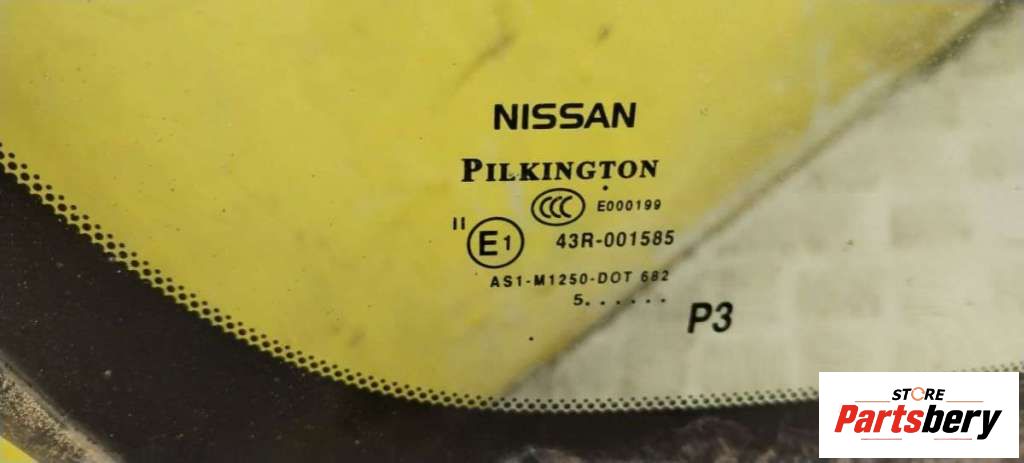 NISSAN
PILKINGTON
CCC E000199
II E1 43R-001585
AS1-M1250-DOT 682
5. . . . . . .
P3
STORE
Partsbery